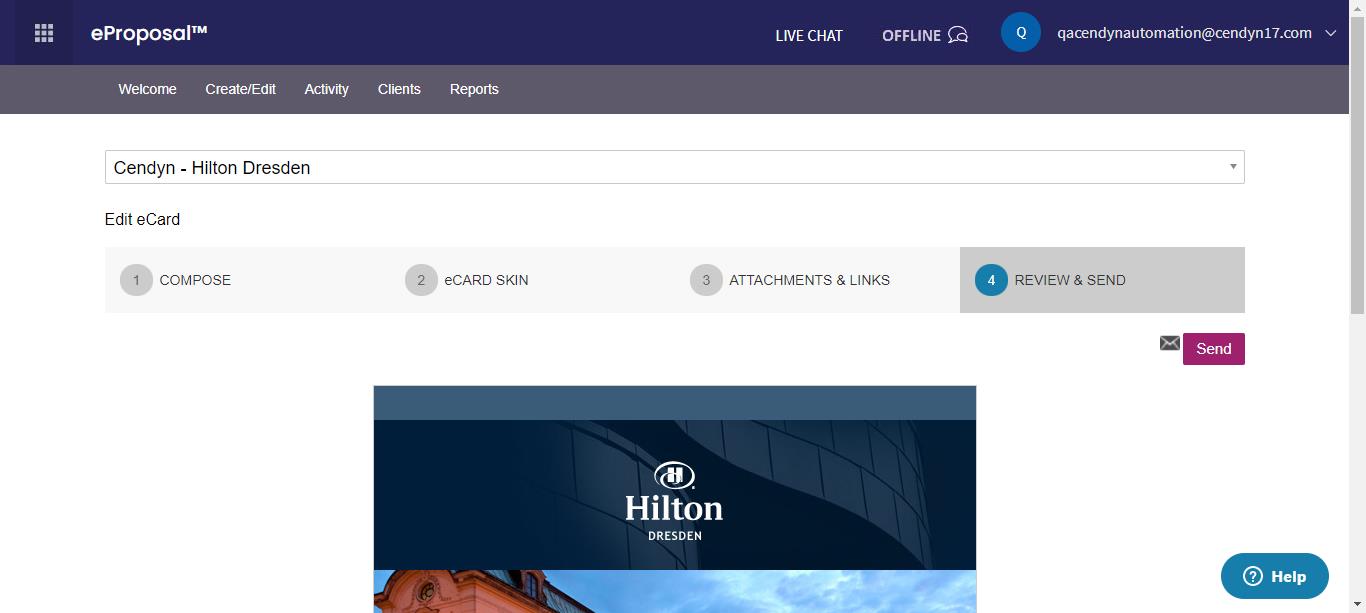 eProposal™
LIVE CHAT
OFFLINE
Q
qacendynautomation@cendyn17.com
Welcome
Create/Edit
Activity
Clients
Reports
Cendyn - Hilton Dresden
Edit eCard
1 COMPOSE
2 eCARD SKIN
3 ATTACHMENTS & LINKS
4 REVIEW & SEND
Send
H
Hilton
DRESDEN
? Help